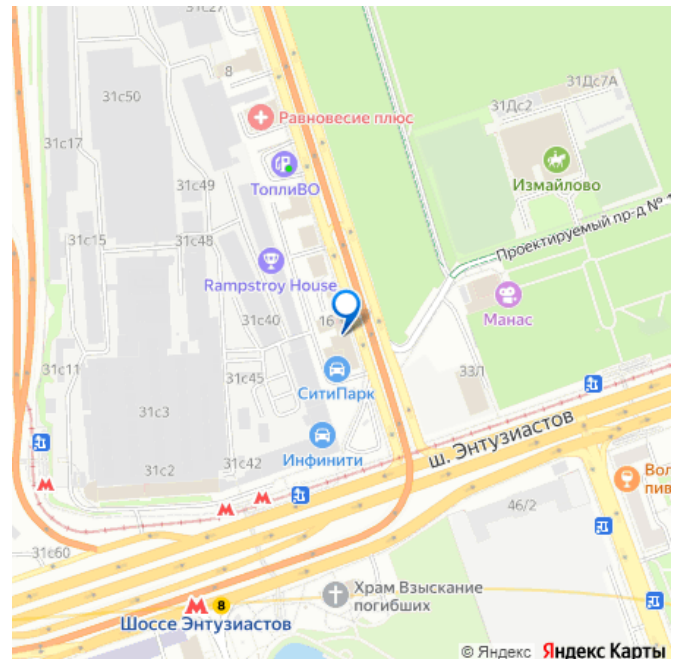 8
31Дс7А
31с50
31Дс2
Равновесие плюс
31с17
Измайлово
31с49
ТоплиВО
31с15
31с48
Проектируемый пр-д №
Rampstroy House
16
31с40
Манас
31с11
31с45
СитиПарк
33Л
31с3
Инфинити
31с42
31с2
ш. Энтузиастов
Вол
пив
46/2
31с60
Храм Взыскание
погибших
8
Шоссе Энтузиастов
© Яндекс Яндекс Карты